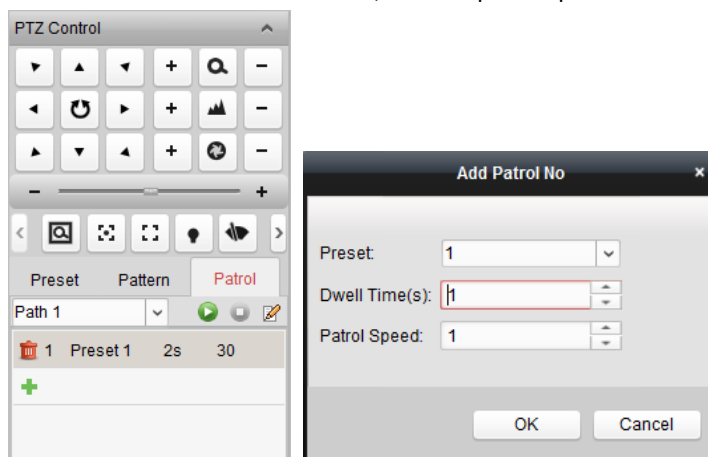 PTZ Control
Preset Pattern Patrol
Path 1
1 Preset 1 2s 30
Add Patrol No
Preset: 1
Dwell Time(s): 1
Patrol Speed: 1
OK Cancel